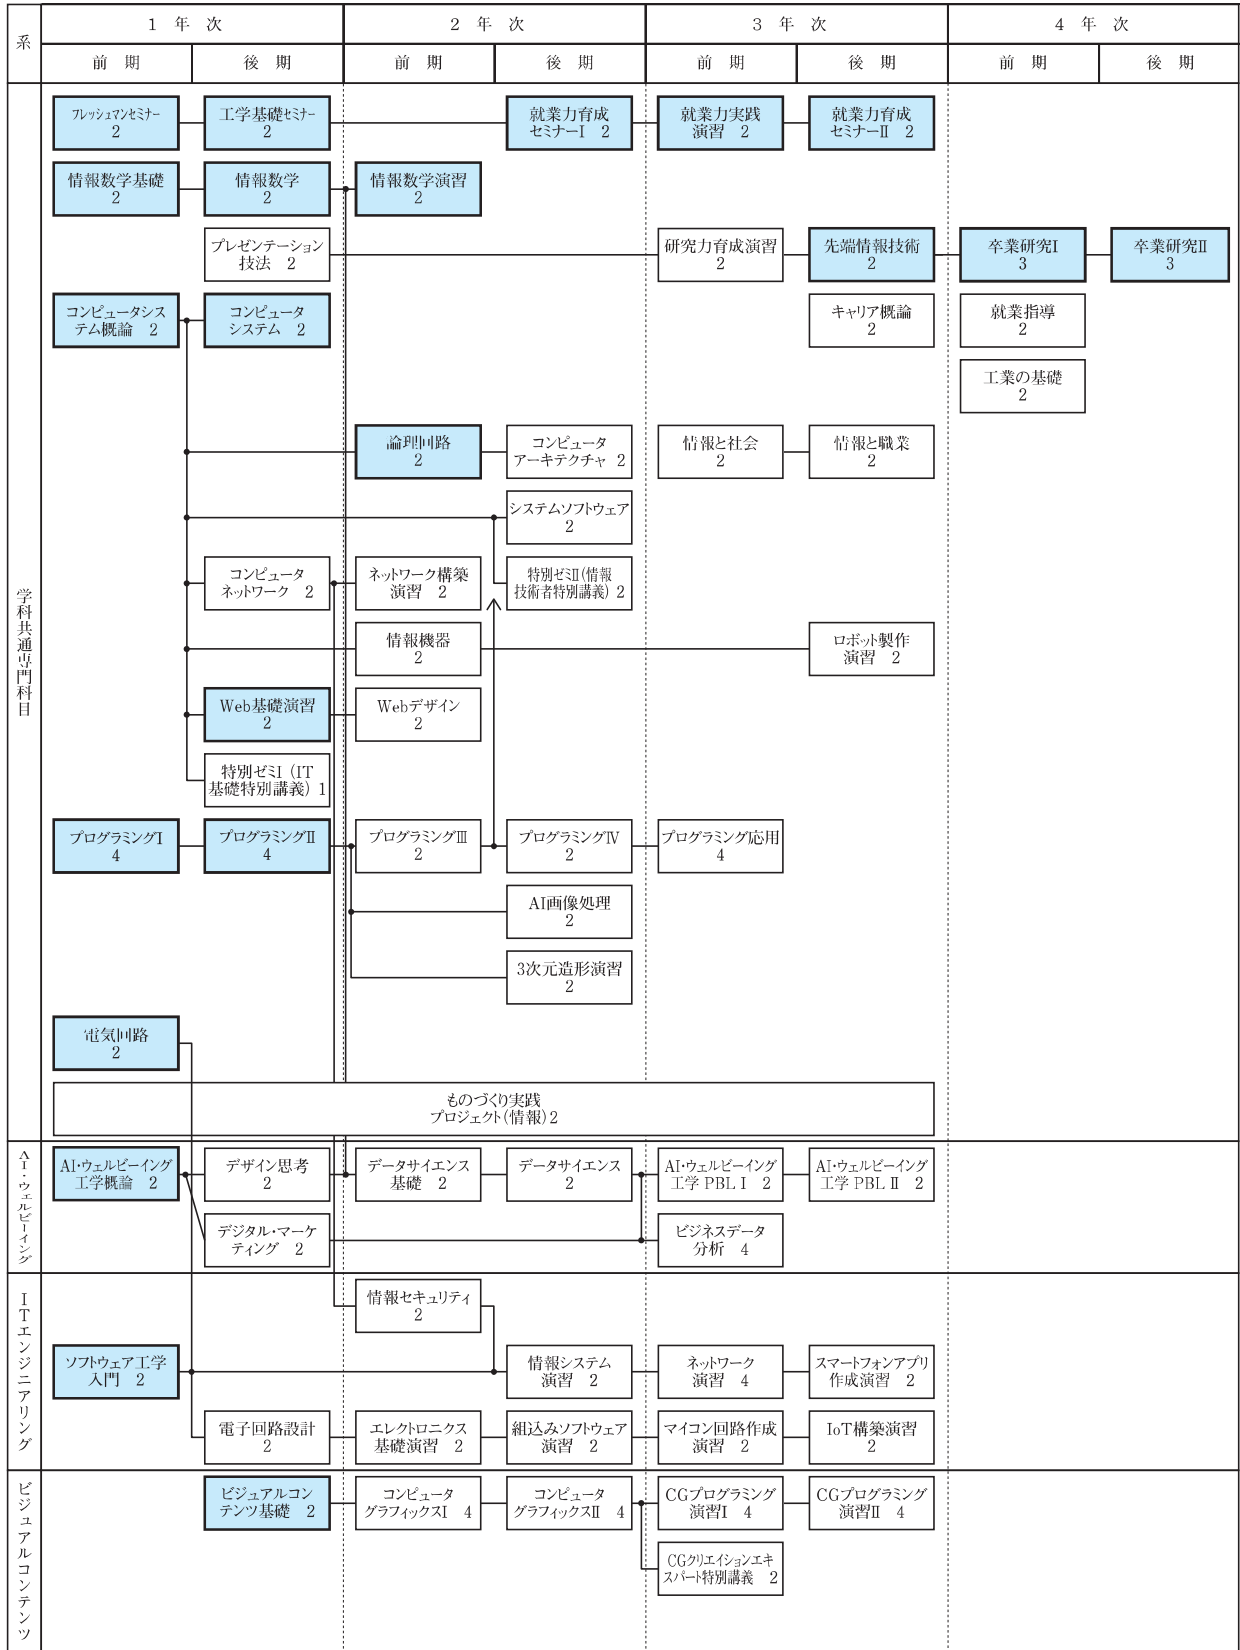 系
1 年 次
2 年 次
3 年 次
4 年 次
前 期
後 期
前 期
後 期
前 期
後 期
前 期
後 期
学科共通専門科目
フレッシュマンセミナー
2
工学基礎セミナー
2
就業力育成
セミナーⅠ 2
就業力実践
演習 2
就業力育成
セミナーⅡ 2
情報数学基礎
2
情報数学
2
情報数学演習
2
プレゼンテーション
技法 2
研究力育成演習
2
先端情報技術
2
卒業研究Ⅰ
3
卒業研究Ⅱ
3
コンピュータシス
テム概論 2
コンピュータ
システム 2
キャリア概論
2
就業指導
2
工業の基礎
2
論理回路
2
コンピュータ
アーキテクチャ 2
情報と社会
2
情報と職業
2
システムソフトウェア
2
コンピュータ
ネットワーク 2
ネットワーク構築
演習 2
特別ゼミⅡ(情報
技術者特別講義) 2
情報機器
2
ロボット製作
演習 2
Web基礎演習
2
Webデザイン
2
特別ゼミⅠ(IT
基礎特別講義) 1
プログラミングⅠ
4
プログラミングⅡ
4
プログラミングⅢ
2
プログラミングⅣ
2
プログラミング応用
4
AI画像処理
2
3次元造形演習
2
電気回路
2
ものづくり実践
プロジェクト(情報)2
AI・ウェルビーイング
AI・ウェルビーイング
工学概論 2
デザイン思考
2
データサイエンス
基礎 2
データサイエンス
2
AI・ウェルビーイング
工学 PBL Ⅰ 2
AI・ウェルビーイング
工学 PBL Ⅱ 2
デジタル・マーケ
ティング 2
ビジネスデータ
分析 4
ITエンジニアリング
情報セキュリティ
2
ソフトウェア工学
入門 2
情報システム
演習 2
ネットワーク
演習 4
スマートフォンアプリ
作成演習 2
電子回路設計
2
エレクトロニクス
基礎演習 2
組込みソフトウェア
演習 2
マイコン回路作成
演習 2
IoT構築演習
2
ビジュアルコンテンツ
ビジュアルコン
テンツ基礎 2
コンピュータ
グラフィックスⅠ 4
コンピュータ
グラフィックスⅡ 4
CGプログラミング
演習Ⅰ 4
CGプログラミング
演習Ⅱ 4
CGクリエイションエキ
スパート特別講義 2